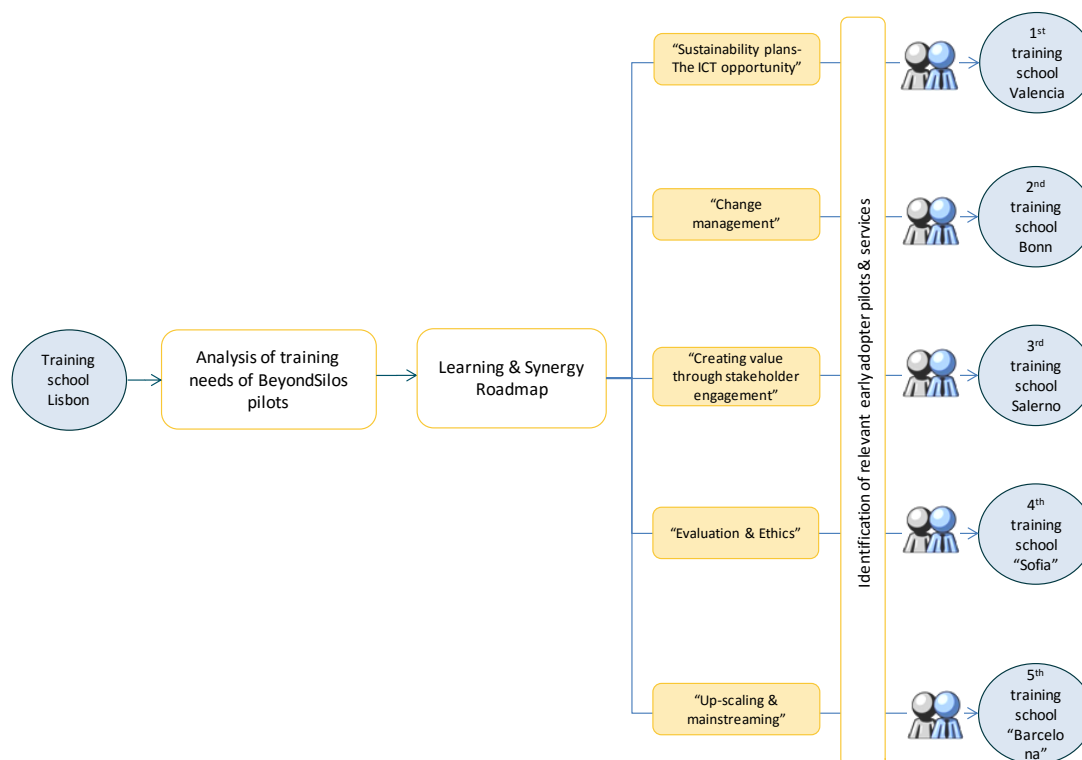 Training
school
Lisbon
Analysis of training
needs of BeyondSilos
pilots
Learning & Synergy
Roadmap
“Sustainability plans-
The ICT opportunity”
“Change
management”
“Creating value
through stakeholder
engagement”
“Evaluation & Ethics”
“Up-scaling &
mainstreaming”
Identification of relevant early adopter pilots & services
1st
training
school
Valencia
2nd
training
school
Bonn
3rd
training
school
Salerno
4th
training
school
“Sofia”
5th
training
school
“Barcelo
na”